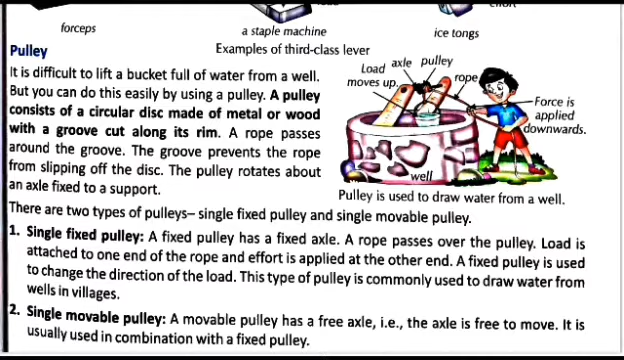 forceps
a staple machine
ice tongs
Examples of third-class lever
Pulley
It is difficult to lift a bucket full of water from a well.
But you can do this easily by using a pulley. A pulley
consists of a circular disc made of metal or wood
with a groove cut along its rim. A rope passes
around the groove. The groove prevents the rope
from slipping off the disc. The pulley rotates about
an axle fixed to a support.
Load
moves up.
axle
pulley
rope
Force is
applied
downwards.
well
Pulley is used to draw water from a well.
There are two types of pulleys– single fixed pulley and single movable pulley.
1. Single fixed pulley: A fixed pulley has a fixed axle. A rope passes over the pulley. Load is
attached to one end of the rope and effort is applied at the other end. A fixed pulley is used
to change the direction of the load. This type of pulley is commonly used to draw water from
wells in villages.
2. Single movable pulley: A movable pulley has a free axle, i.e., the axle is free to move. It is
usually used in combination with a fixed pulley.